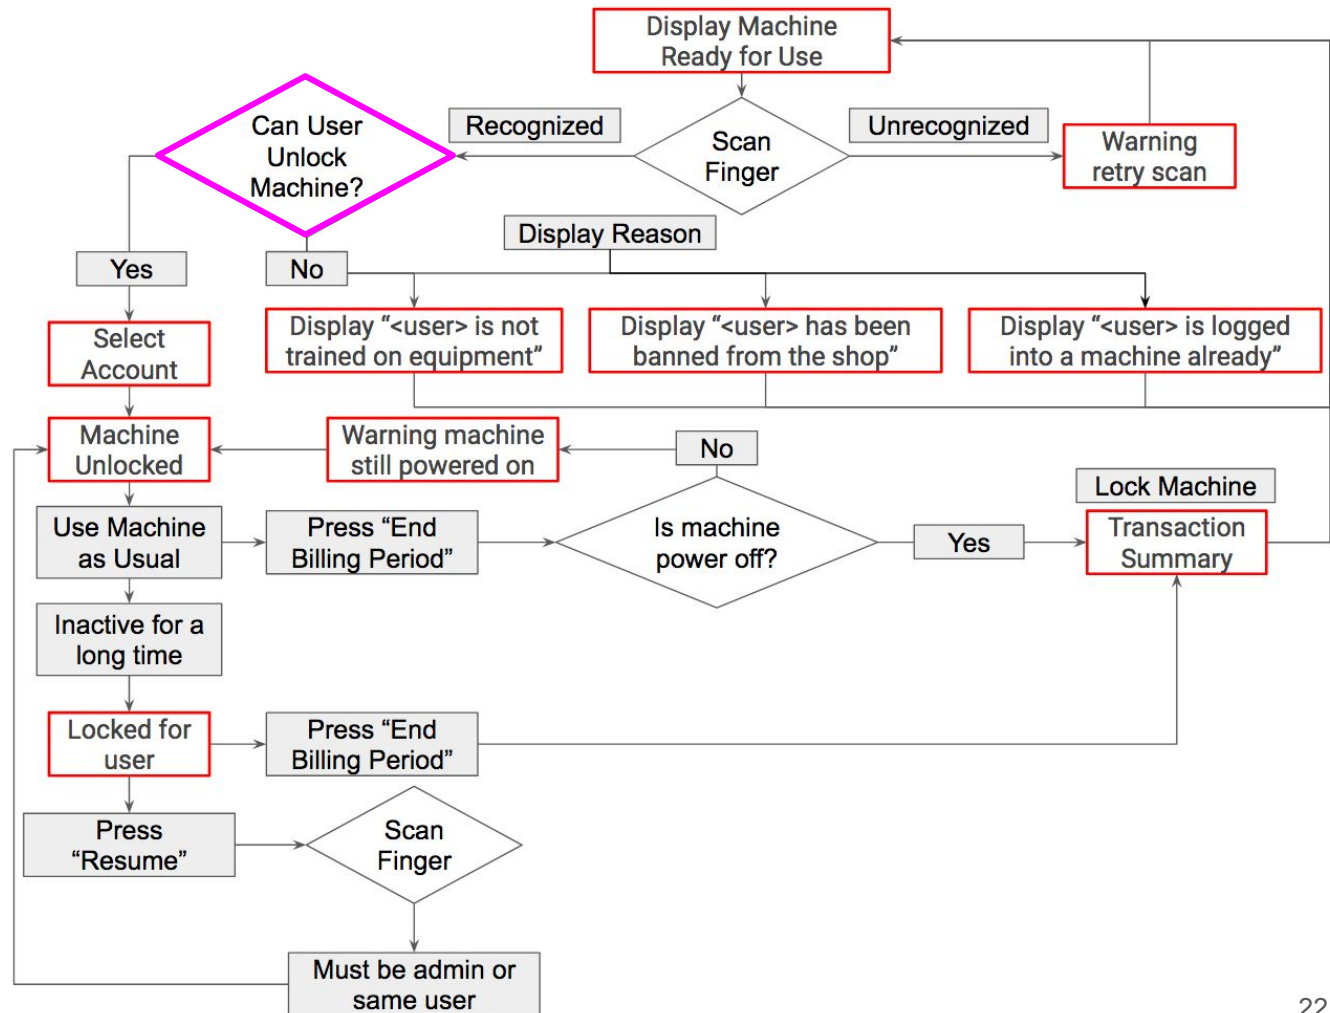 Display Machine
Ready for Use
Can User
Unlock
Machine?
Recognized
Scan
Finger
Unrecognized
Warning
retry scan
Display Reason
Yes
No
Select
Account
Display “<user> is not
trained on equipment”
Display “<user> has been
banned from the shop”
Display “<user> is logged
into a machine already”
Machine
Unlocked
Warning machine
still powered on
No
Lock Machine
Use Machine
as Usual
Press “End
Billing Period”
Is machine
power off?
Yes
Transaction
Summary
Inactive for a
long time
Locked for
user
Press “End
Billing Period”
Press
“Resume”
Scan
Finger
Must be admin or
same user
22